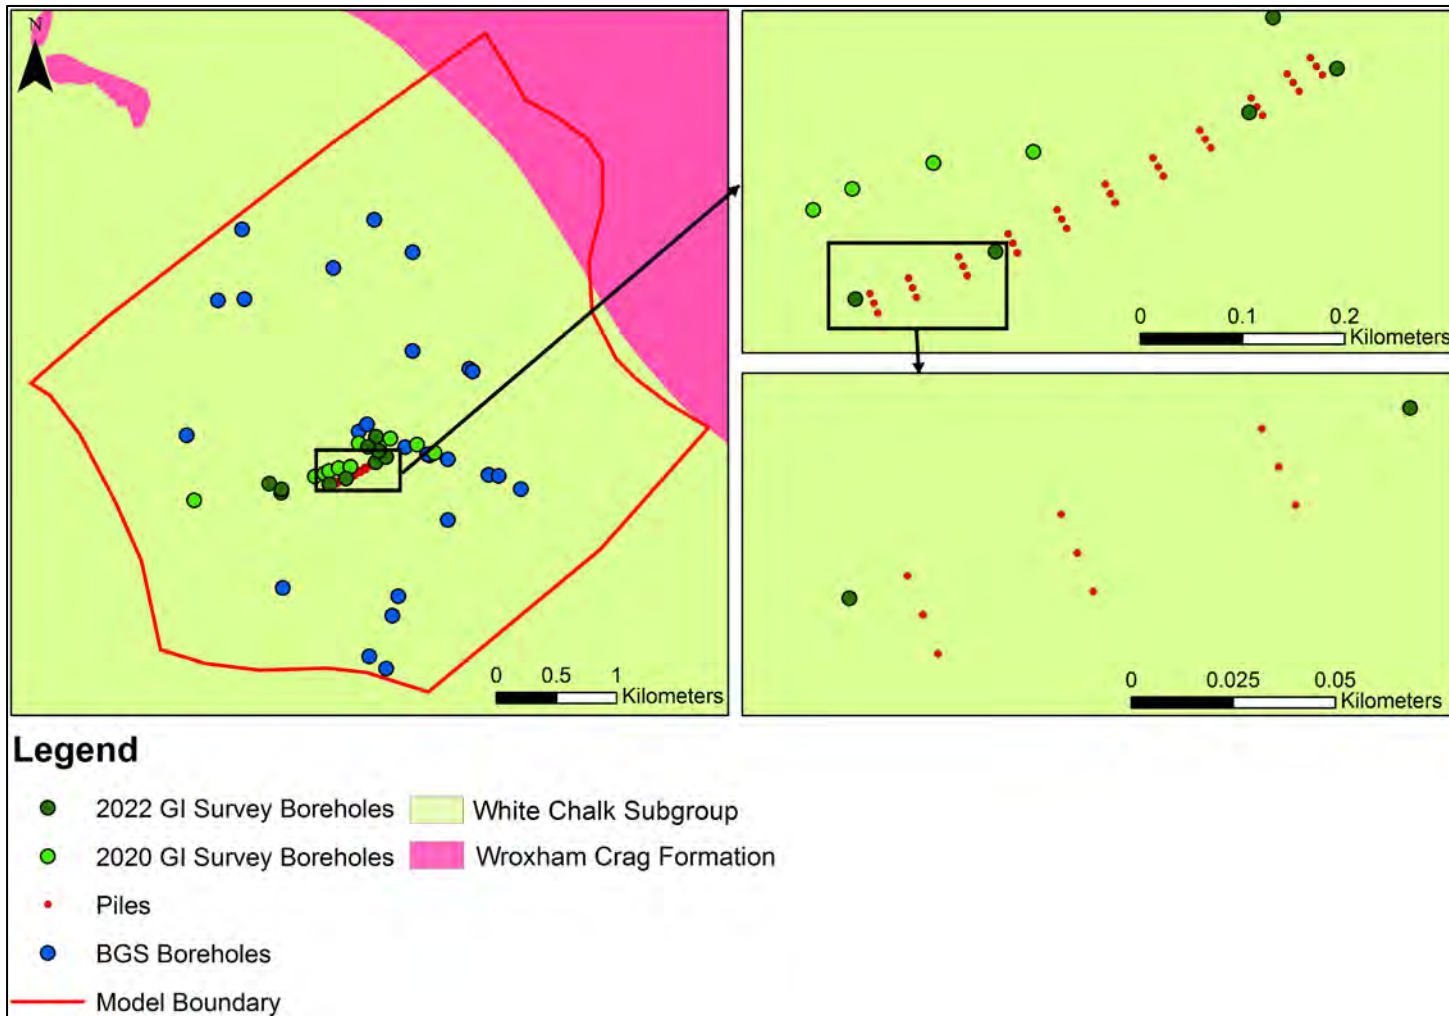 N
0 0.5 1
Kilometers
0 0.1 0.2
Kilometers
0 0.025 0.05
Kilometers
Legend
2022 GI Survey Boreholes
2020 GI Survey Boreholes
Piles
BGS Boreholes
Model Boundary
White Chalk Subgroup
Wroxham Crag Formation